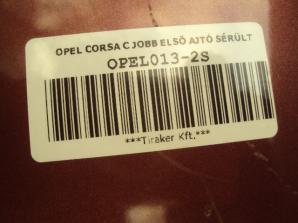 OPEL CORSA C JOBB ELSŐ AJTÓ SÉRÜLT
OPEL013-2S
***Tiraker Kft.***